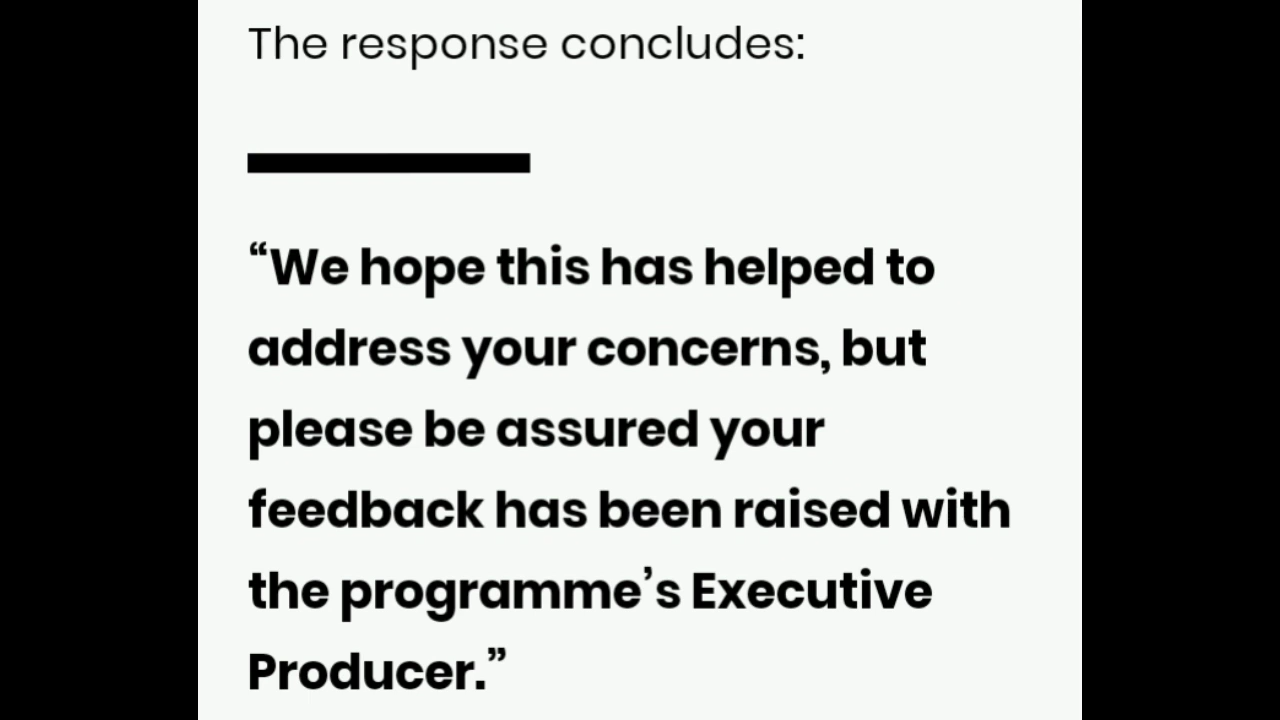 The response concludes:
“We hope this has helped to
address your concerns, but
please be assured your
feedback has been raised with
the programme’s Executive
Producer.”